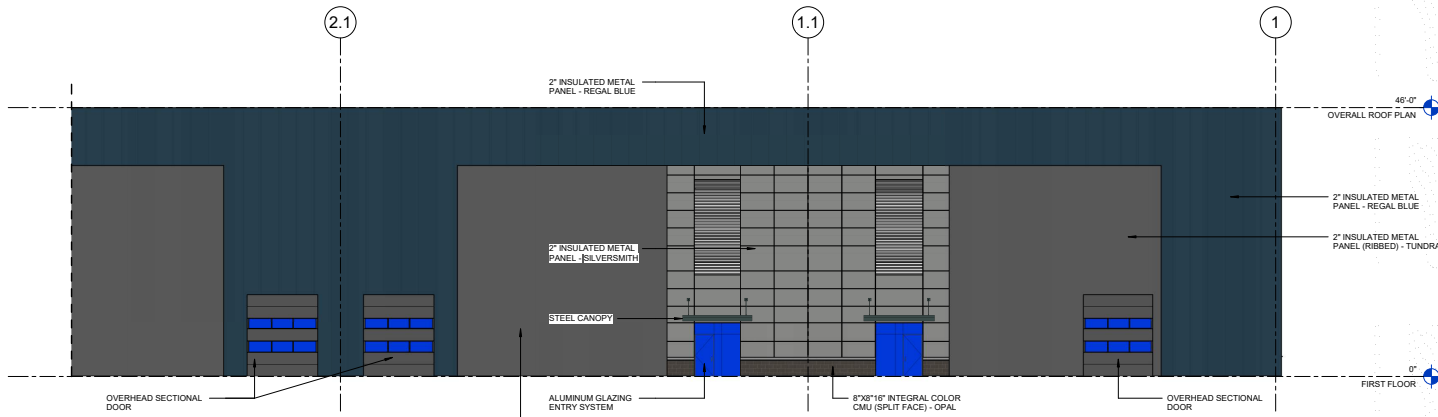 2.1
1.1
1
2" INSULATED METAL
PANEL - REGAL BLUE
46'-0"
OVERALL ROOF PLAN
2" INSULATED METAL
PANEL - REGAL BLUE
2" INSULATED METAL
PANEL (RIBBED) - TUNDRA
2" INSULATED METAL
PANEL - SILVERSMITH
STEEL CANOPY
0"
FIRST FLOOR
OVERHEAD SECTIONAL
DOOR
ALUMINUM GLAZING
ENTRY SYSTEM
8"X8"16" INTEGRAL COLOR
CMU (SPLIT FACE) - OPAL
OVERHEAD SECTIONAL
DOOR